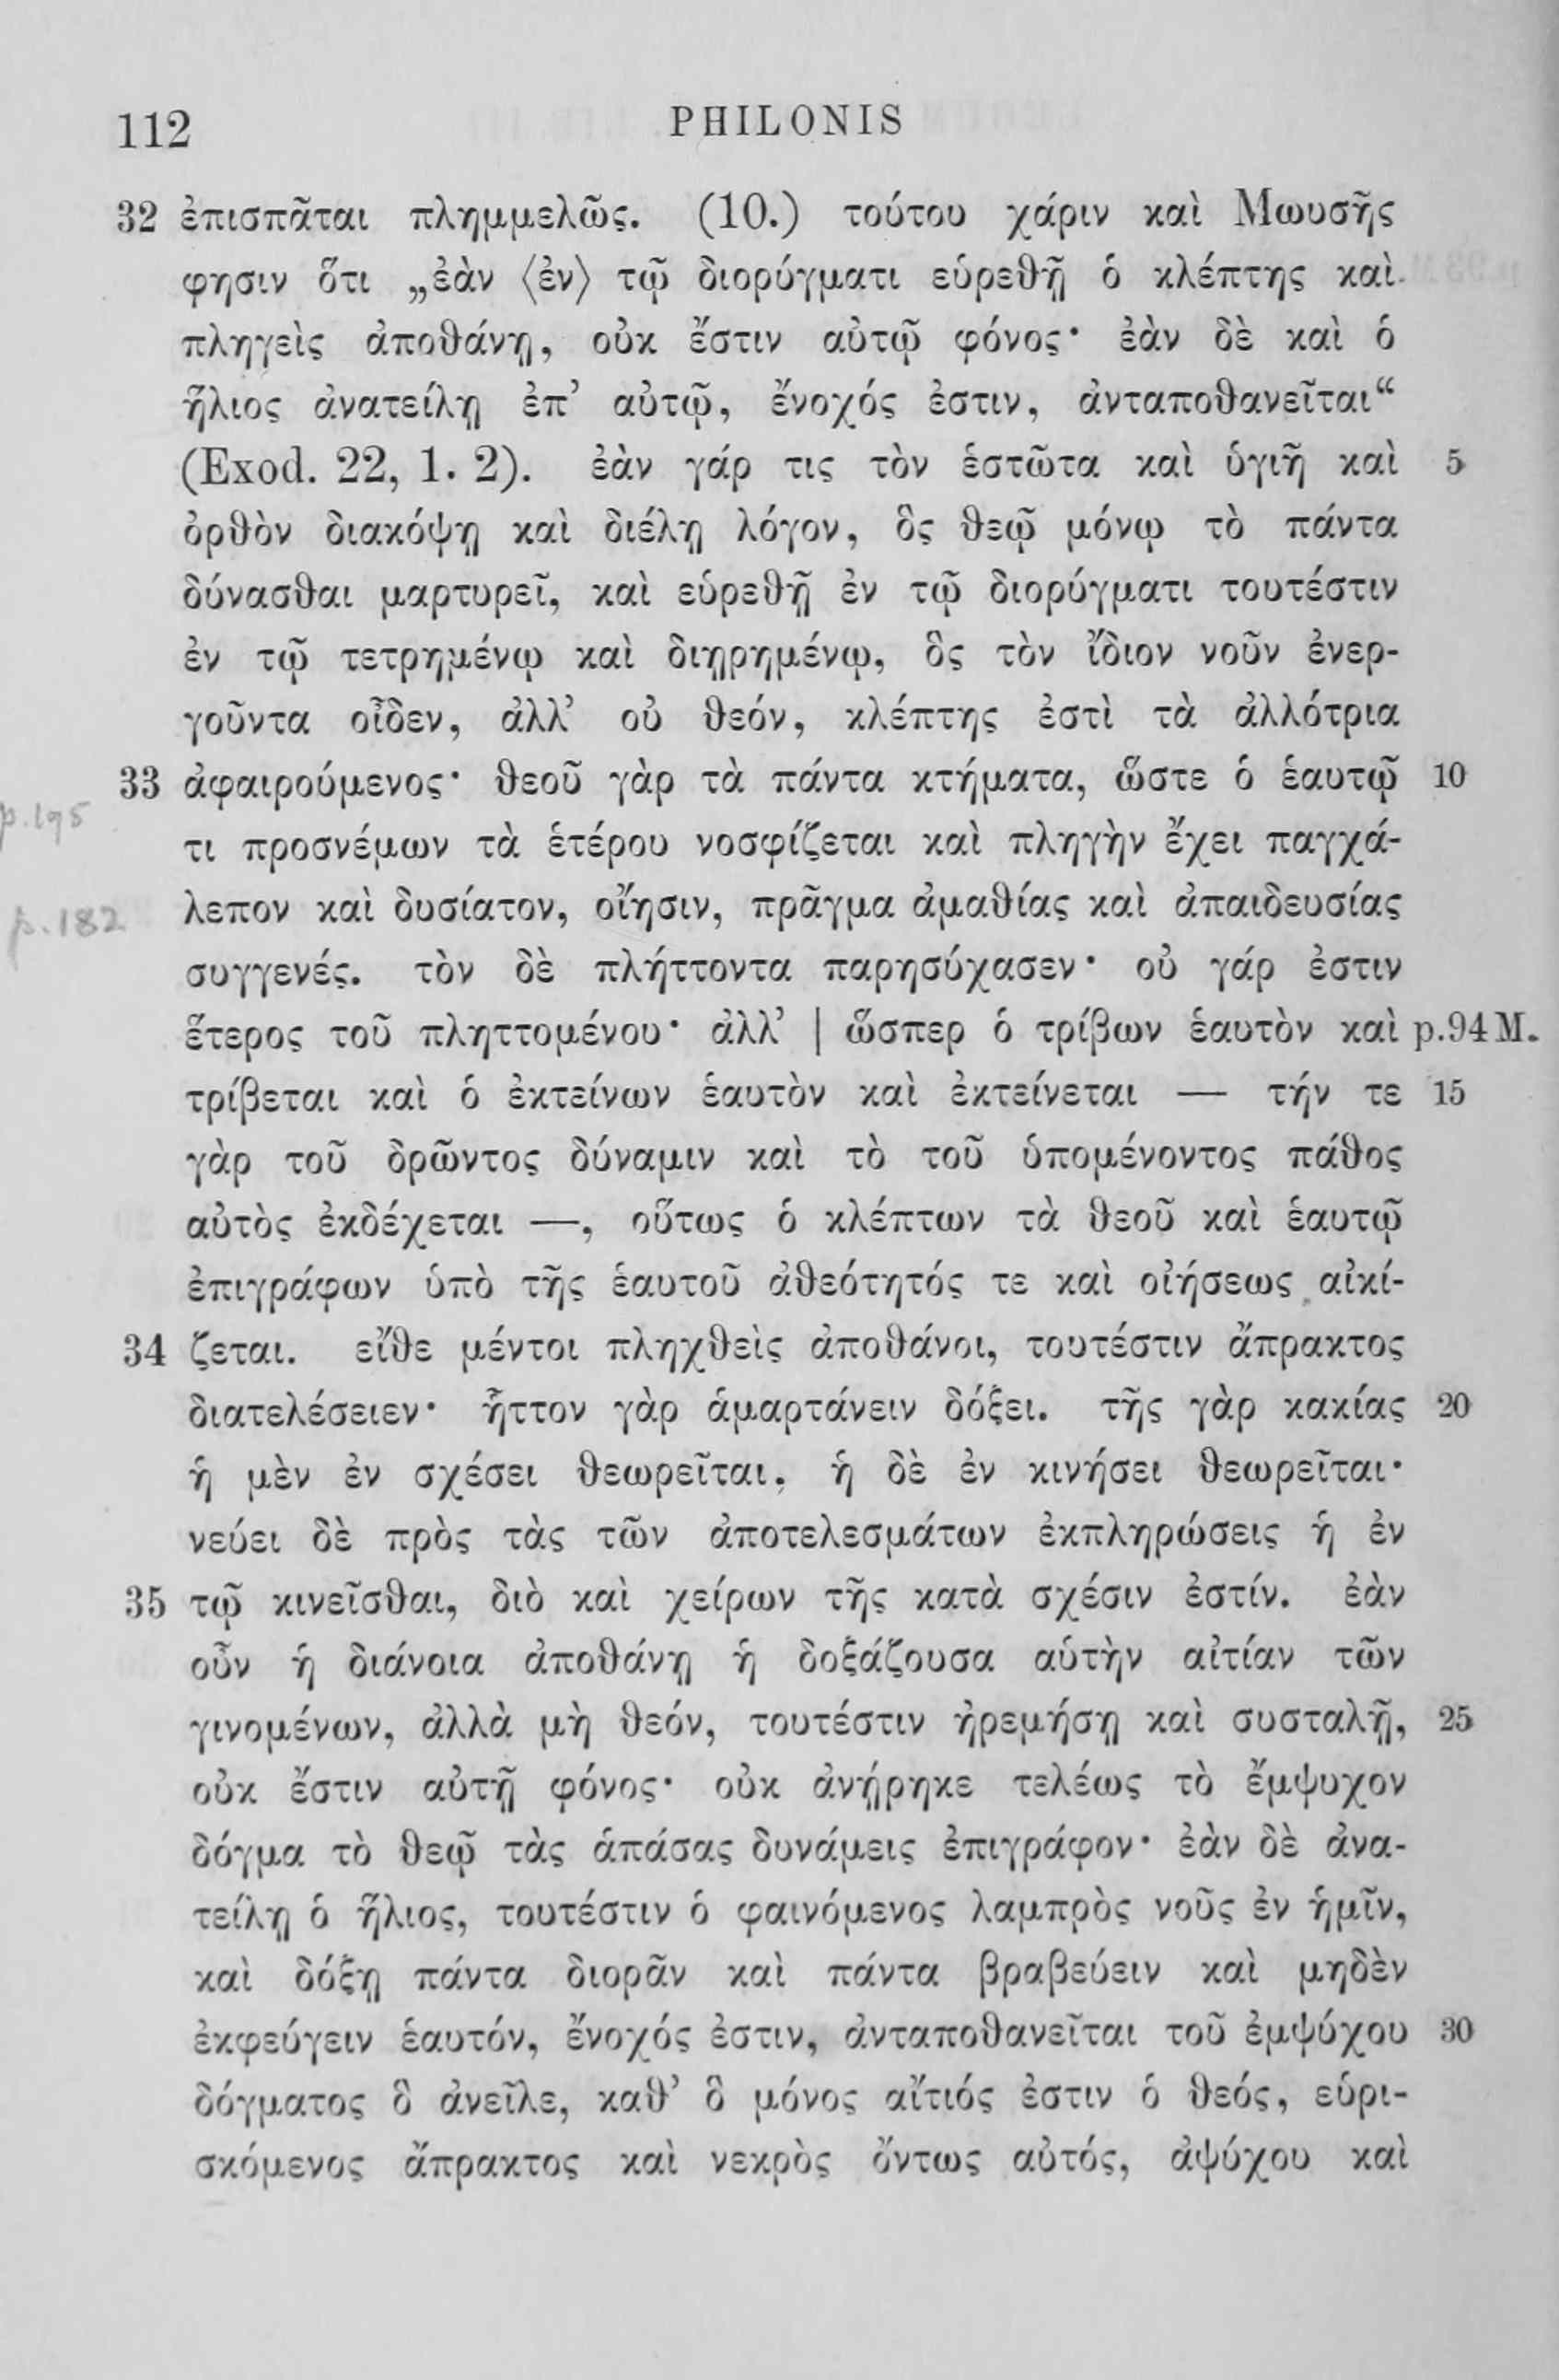 112 PHILONIS
32 ἐπισπᾶται πλημμελῶς. (10.) τούτου χάριν καὶ Μωυσῆς
φησιν ὅτι „ἐὰν ⟨ἐν⟩ τῷ διορύγματι εὑρεθῇ ὁ κλέπτης καὶ
πληγεὶς ἀποθάνῃ, οὐκ ἔστιν αὐτῷ φόνος· ἐὰν δὲ καὶ ὁ
ἥλιος ἀνατείλῃ ἐπ’ αὐτῷ, ἔνοχός ἐστιν, ἀνταποθανεῖται“
(Exod. 22, 1. 2). ἐὰν γάρ τις τὸν ἑστῶτα καὶ ὑγιῆ καὶ 5
ὀρθὸν διακόψῃ καὶ διέλῃ λόγον, ὃς θεῷ μόνῳ τὸ πάντα
δύνασθαι μαρτυρεῖ, καὶ εὑρεθῇ ἐν τῷ διορύγματι τουτέστιν
ἐν τῷ τετρημένῳ καὶ διῃρημένῳ, ὃς τὸν ἴδιον νοῦν ἐνερ-
γοῦντα οἶδεν, ἀλλ’ οὐ θεόν, κλέπτης ἐστὶ τὰ ἀλλότρια
33 ἀφαιρούμενος· θεοῦ γὰρ τὰ πάντα κτήματα, ὥστε ὁ ἑαυτῷ 10
p.195
τι προσνέμων τὰ ἑτέρου νοσφίζεται καὶ πληγὴν ἔχει παγχά-
p.182 λεπον καὶ δυσίατον, οἴησιν, πρᾶγμα ἀμαθίας καὶ ἀπαιδευσίας
συγγενές. τὸν δὲ πλήττοντα παρησύχασεν· οὐ γάρ ἐστιν
ἕτερος τοῦ πληττομένου· ἀλλ’ | ὥσπερ ὁ τρίβων ἑαυτὸν καὶ p.94 M.
τρίβεται καὶ ὁ ἐκτείνων ἑαυτὸν καὶ ἐκτείνεται — τήν τε 15
γὰρ τοῦ δρῶντος δύναμιν καὶ τὸ τοῦ ὑπομένοντος πάθος
αὐτὸς ἐκδέχεται —, οὕτως ὁ κλέπτων τὰ θεοῦ καὶ ἑαυτῷ
ἐπιγράφων ὑπὸ τῆς ἑαυτοῦ ἀθεότητός τε καὶ οἰήσεως αἰκί-
34 ζεται. εἴθε μέντοι πληχθεὶς ἀποθάνοι, τουτέστιν ἄπρακτος
διατελέσειεν· ἧττον γὰρ ἁμαρτάνειν δόξει. τῆς γὰρ κακίας 20
ἡ μὲν ἐν σχέσει θεωρεῖται, ἡ δὲ ἐν κινήσει θεωρεῖται·
νεύει δὲ πρὸς τὰς τῶν ἀποτελεσμάτων ἐκπληρώσεις ἡ ἐν
35 τῷ κινεῖσθαι, διὸ καὶ χείρων τῆς κατὰ σχέσιν ἐστίν. ἐὰν
οὖν ἡ διάνοια ἀποθάνῃ ἡ δοξάζουσα αὑτὴν αἰτίαν τῶν
γινομένων, ἀλλὰ μὴ θεόν, τουτέστιν ἠρεμήσῃ καὶ συσταλῇ, 25
οὐκ ἔστιν αὐτῇ φόνος· οὐκ ἀνῄρηκε τελέως τὸ ἔμψυχον
δόγμα τὸ θεῷ τὰς ἁπάσας δυνάμεις ἐπιγράφον· ἐὰν δὲ ἀνα-
τείλῃ ὁ ἥλιος, τουτέστιν ὁ φαινόμενος λαμπρὸς νοῦς ἐν ἡμῖν,
καὶ δόξῃ πάντα διορᾶν καὶ πάντα βραβεύειν καὶ μηδὲν
ἐκφεύγειν ἑαυτόν, ἔνοχός ἐστιν, ἀνταποθανεῖται τοῦ ἐμψύχου 30
δόγματος ὃ ἀνεῖλε, καθ’ ὃ μόνος αἴτιός ἐστιν ὁ θεός, εὑρι-
σκόμενος ἄπρακτος καὶ νεκρὸς ὄντως αὐτός, ἀψύχου καὶ